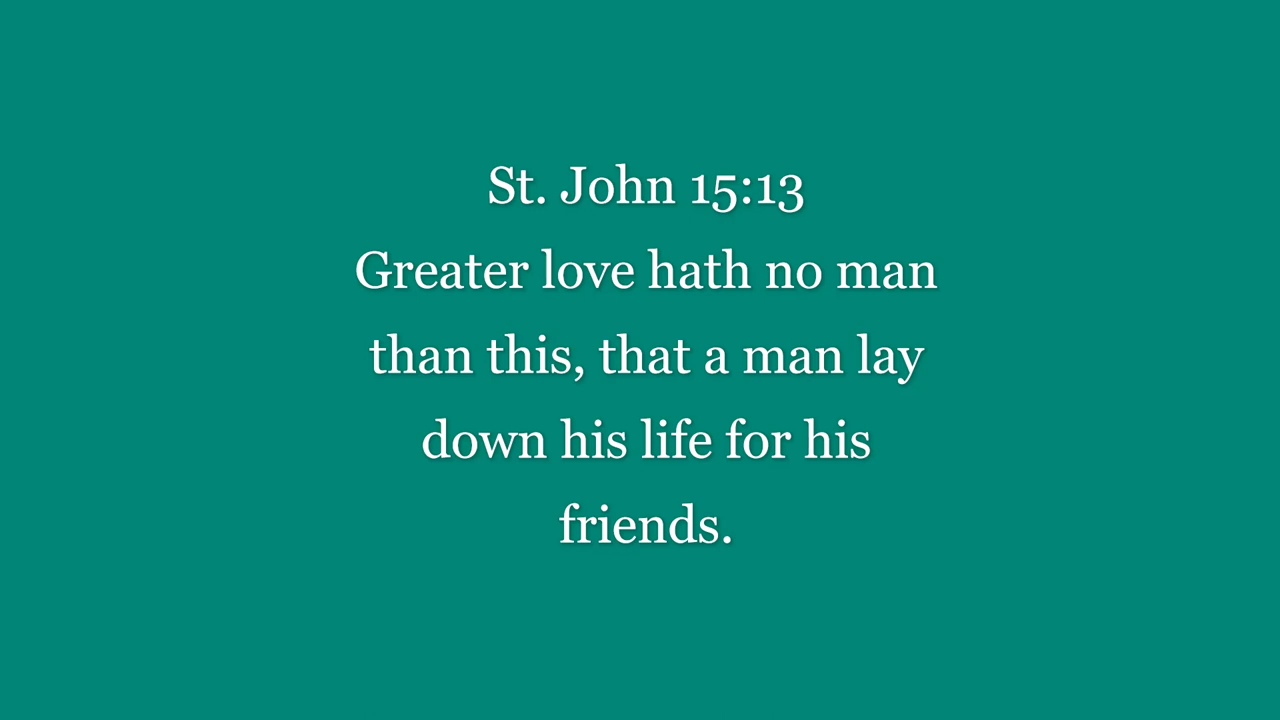 St. John 15:13
Greater love hath no man
than this, that a man lay
down his life for his
friends.